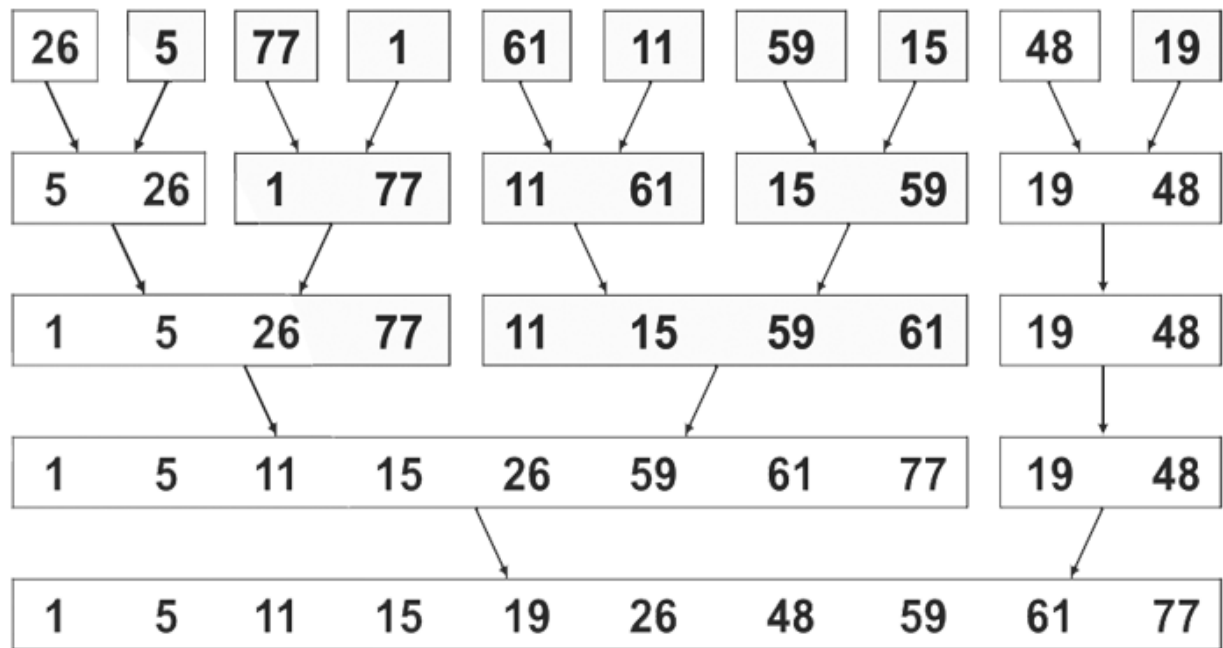 26 5 77 1 61 11 59 15 48 19
5 26 1 77 11 61 15 59 19 48
1 5 26 77 11 15 59 61 19 48
1 5 11 15 26 59 61 77 19 48
1 5 11 15 19 26 48 59 61 77